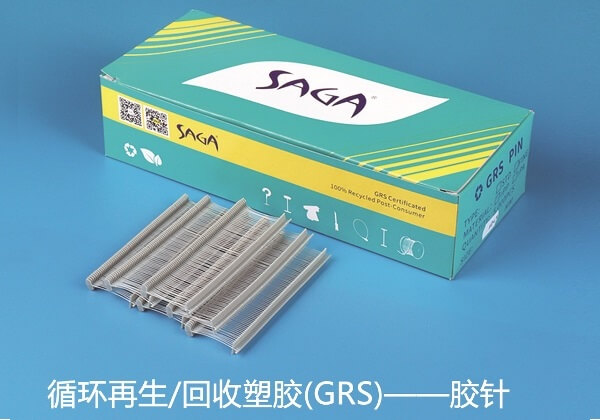 SAGA®
SAGA®
GRS Certificated
100% Recycled Post-Consumer
GRS PIN
TYPE:
循环再生/回收塑胶(GRS)——胶针